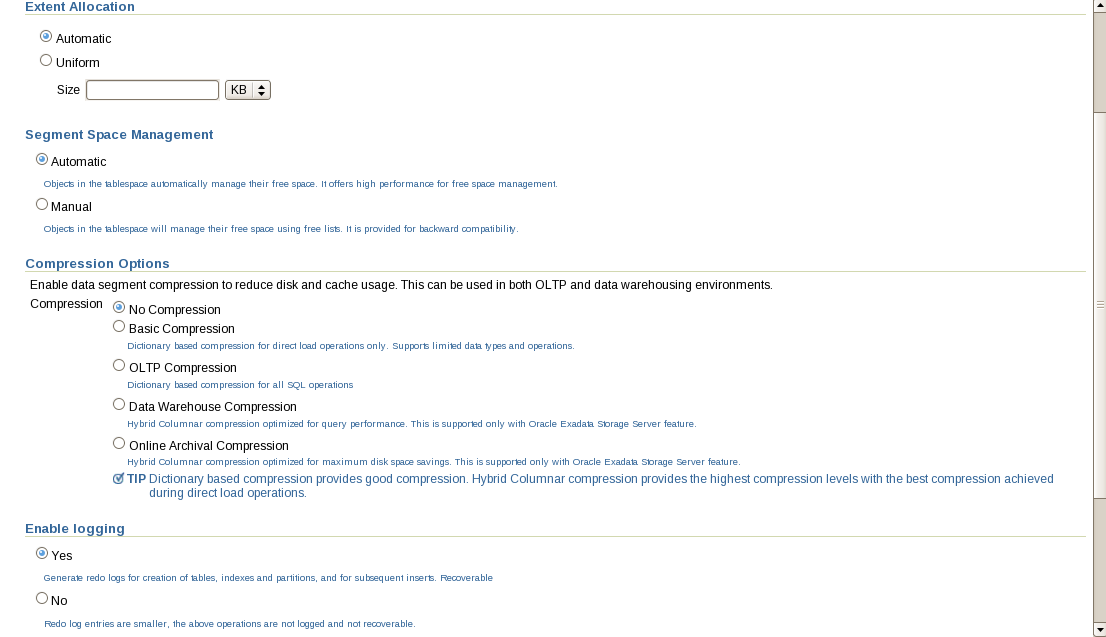 Extent Allocation
Automatic
Uniform
Size KB
Segment Space Management
Automatic
Objects in the tablespace automatically manage their free space. It offers high performance for free space management.
Manual
Objects in the tablespace will manage their free space using free lists. It is provided for backward compatibility.
Compression Options
Enable data segment compression to reduce disk and cache usage. This can be used in both OLTP and data warehousing environments.
Compression No Compression
Basic Compression
Dictionary based compression for direct load operations only. Supports limited data types and operations.
OLTP Compression
Dictionary based compression for all SQL operations
Data Warehouse Compression
Hybrid Columnar compression optimized for query performance. This is supported only with Oracle Exadata Storage Server feature.
Online Archival Compression
Hybrid Columnar compression optimized for maximum disk space savings. This is supported only with Oracle Exadata Storage Server feature.
TIP Dictionary based compression provides good compression. Hybrid Columnar compression provides the highest compression levels with the best compression achieved
during direct load operations.
Enable logging
Yes
Generate redo logs for creation of tables, indexes and partitions, and for subsequent inserts. Recoverable
No
Redo log entries are smaller, the above operations are not logged and not recoverable.